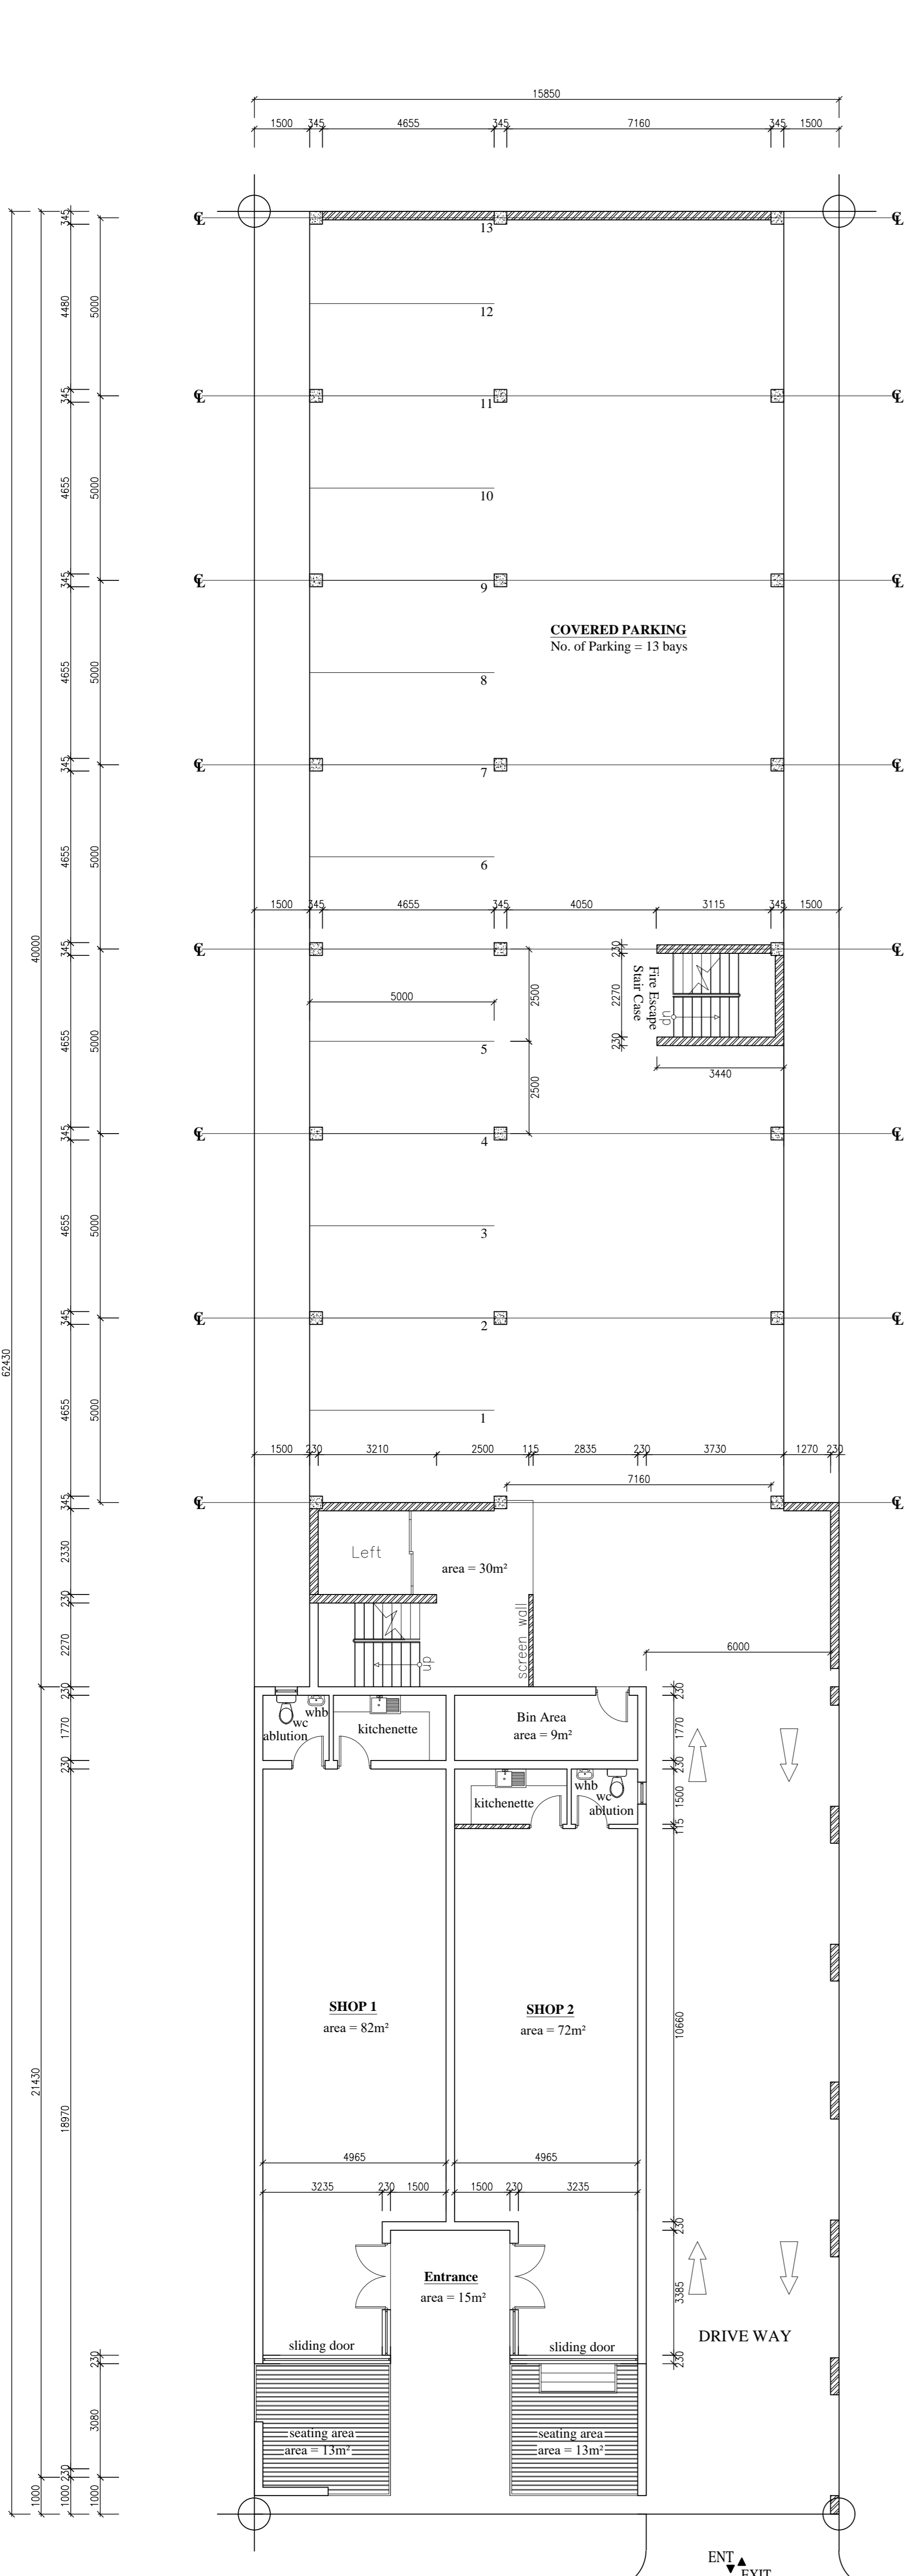 15850
1500 345 4655 345 7160 345 1500
℄ 13 ℄
345
4480 5000
12
345
℄ 11 ℄
4655 5000
10
345
℄ 9 ℄
COVERED PARKING
No. of Parking = 13 bays
4655 5000
8
345
℄ 7 ℄
4655 5000
6
1500 345 4655 345 4050 3115 345 1500
40000
345
℄ ℄
230
Fire Escape
Stair Case
2270
up
230
5000
2500
4655 5000
5
3440
2500
345
℄ 4 ℄
4655 5000
3
345
℄ 2 ℄
62430
4655 5000
1
1500 230 3210 2500 115 2835 230 3730 1270 230
7160
345
℄ ℄
2330
Left
area = 30m²
230
2270
up
screen wall
6000
230
1770
230
wc
whb
ablution
kitchenette
Bin Area
area = 9m²
230
1770
230
kitchenette
whb
wc
ablution
1500
115
SHOP 1
area = 82m²
SHOP 2
area = 72m²
10660
21430
18970
4965 4965
3235 230 1500 1500 230 3235
230
Entrance
area = 15m²
3385
DRIVE WAY
sliding door
sliding door
230
230
3080
seating area
area = 13m²
seating area
area = 13m²
230
1000 1000 1000
ENT
EXIT